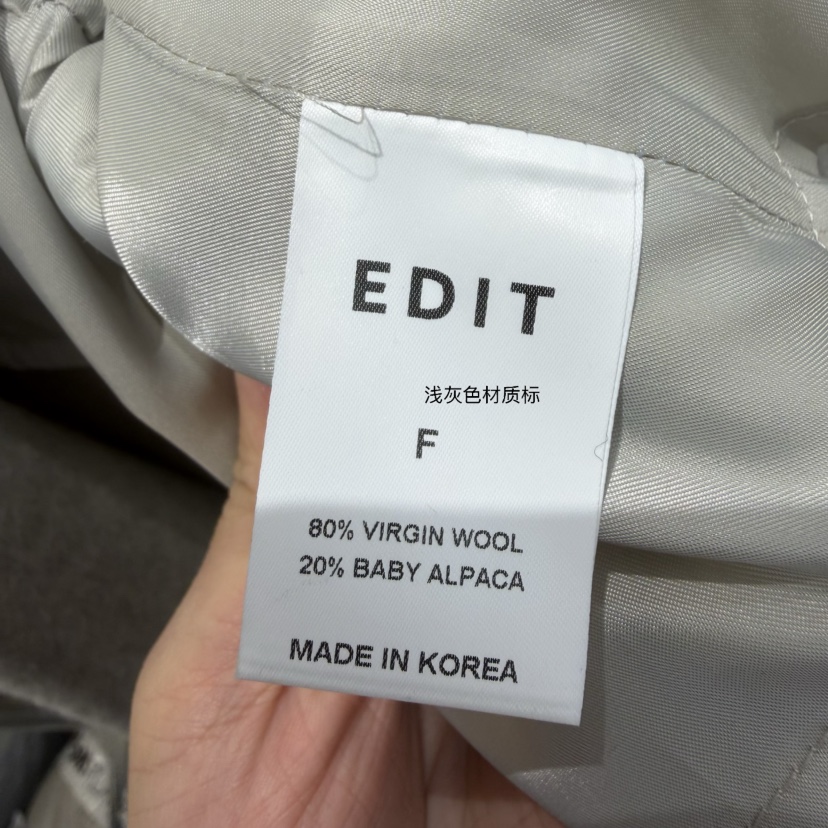 EDIT
浅灰色材质标
F
80% VIRGIN WOOL
20% BABY ALPACA
MADE IN KOREA